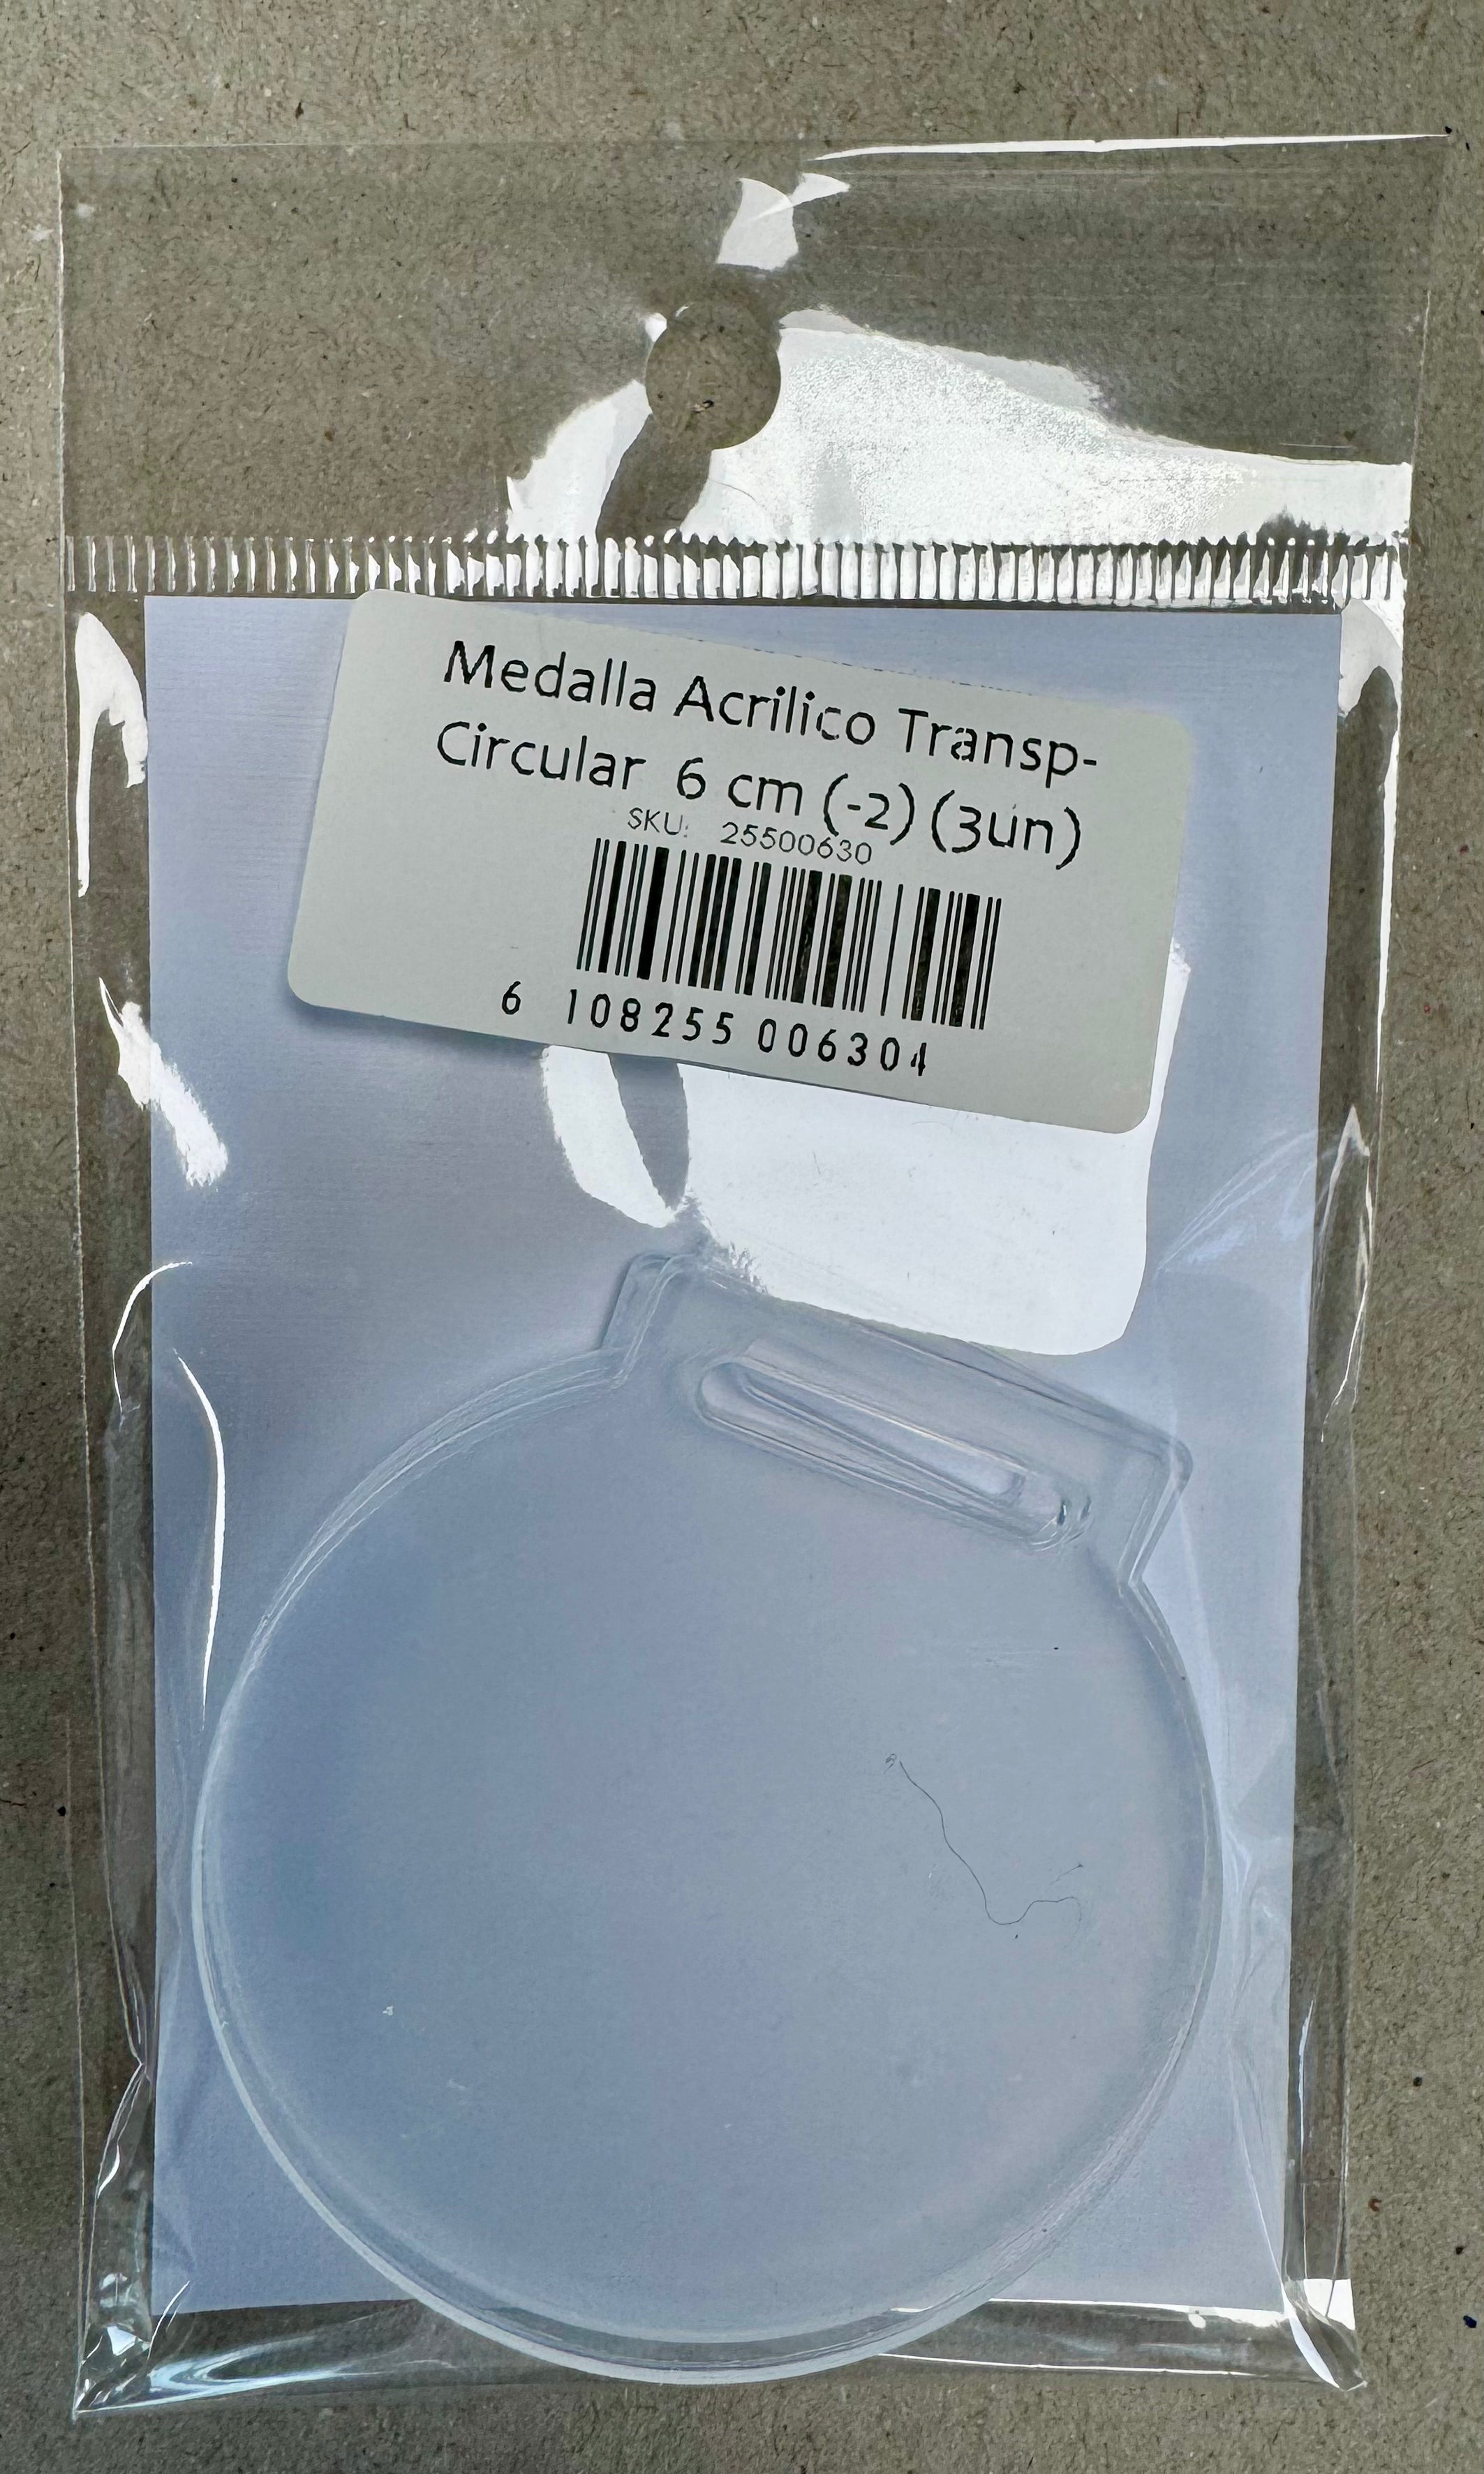 Medalla Acrilico Transp-
Circular 6 cm (-2) (3un)
SKU: 25500630
6 108255 006304